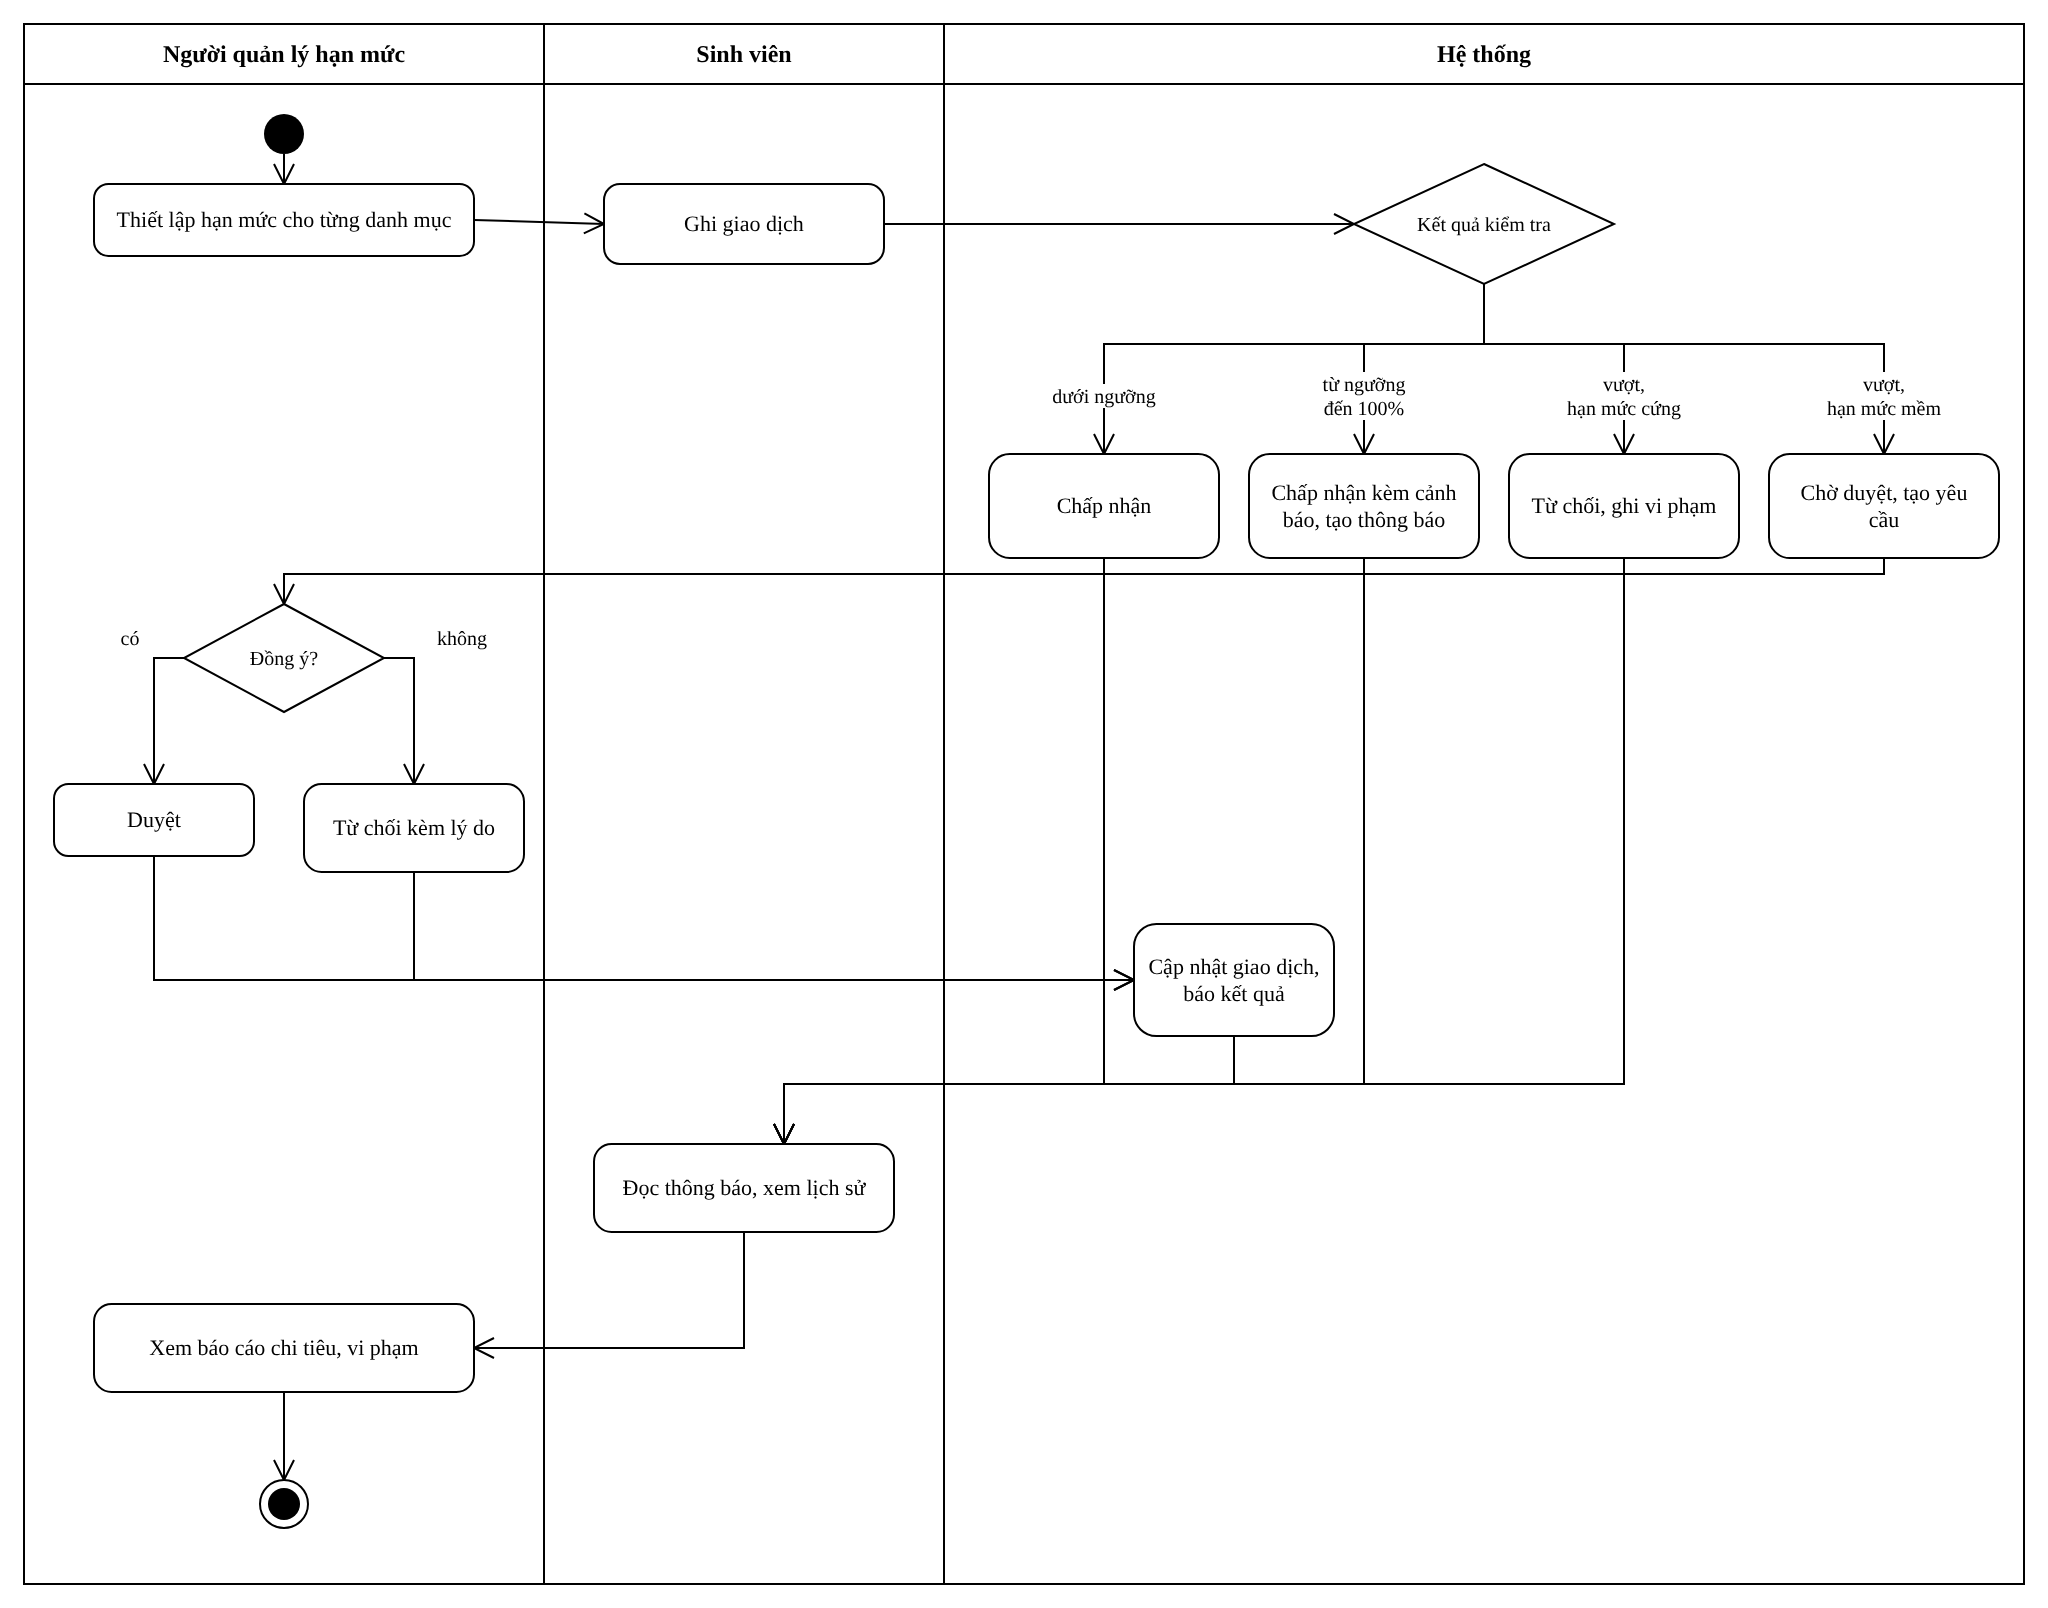 Người quản lý hạn mức
Sinh viên
Hệ thống
Thiết lập hạn mức cho từng danh mục
Ghi giao dịch
Kết quả kiểm tra
dưới ngưỡng
từ ngưỡng
đến 100%
vượt,
hạn mức cứng
vượt,
hạn mức mềm
Chấp nhận
Chấp nhận kèm cảnh
báo, tạo thông báo
Từ chối, ghi vi phạm
Chờ duyệt, tạo yêu
cầu
có
Đồng ý?
không
Duyệt
Từ chối kèm lý do
Cập nhật giao dịch,
báo kết quả
Đọc thông báo, xem lịch sử
Xem báo cáo chi tiêu, vi phạm